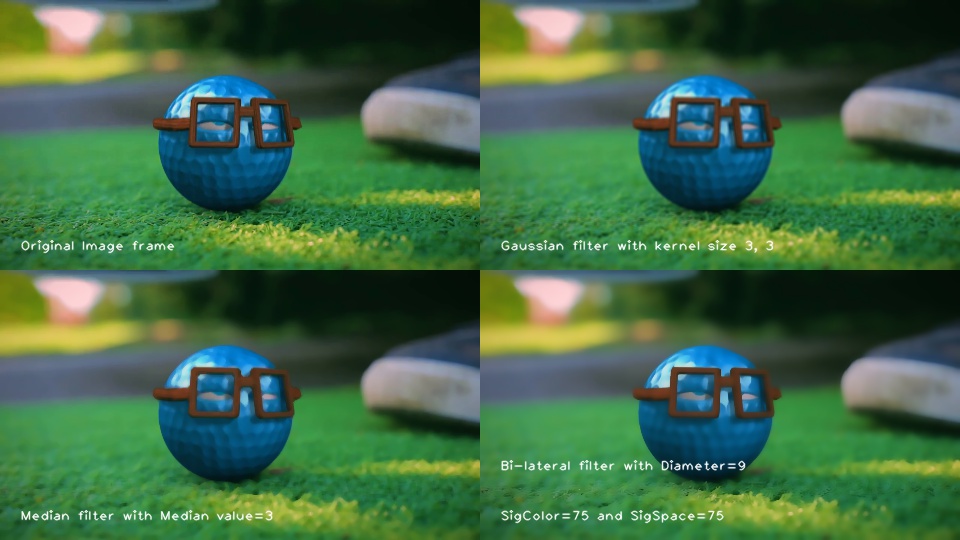 Original Image frame
Gaussian filter with kernel size 3, 3
Median filter with Median value=3
Bi-lateral filter with Diameter=9
SigColor=75 and SigSpace=75